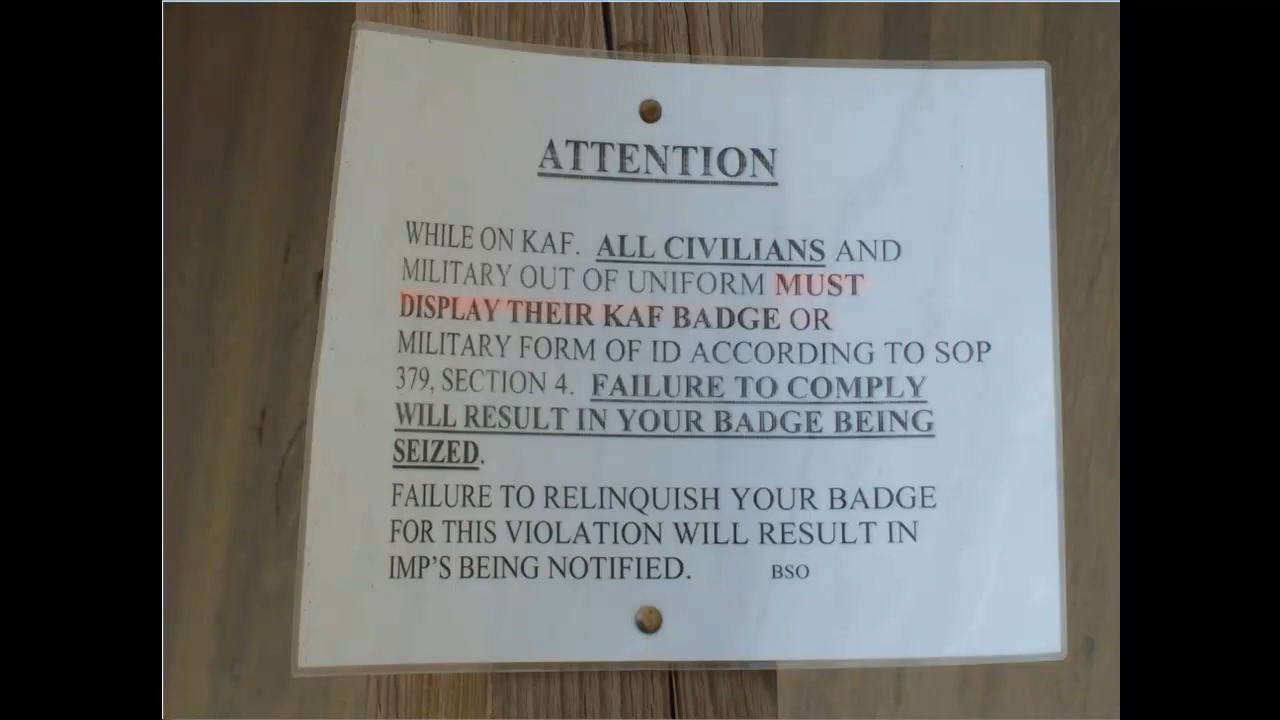 ATTENTION
WHILE ON KAF. ALL CIVILIANS AND
MILITARY OUT OF UNIFORM MUST
DISPLAY THEIR KAF BADGE OR
MILITARY FORM OF ID ACCORDING TO SOP
379, SECTION 4. FAILURE TO COMPLY
WILL RESULT IN YOUR BADGE BEING
SEIZED.
FAILURE TO RELINQUISH YOUR BADGE
FOR THIS VIOLATION WILL RESULT IN
IMP'S BEING NOTIFIED. BSO